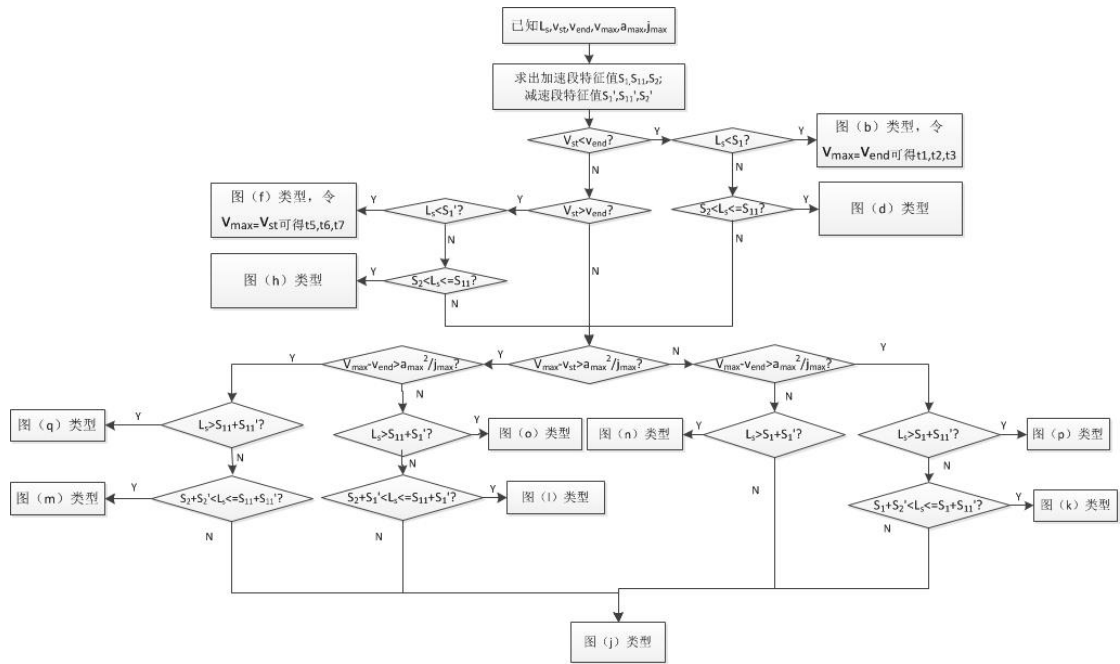 已知Ls,vst,vend,vmax,amax,jmax
求出加速段特征值S1,S11,S2;
减速段特征值S1',S11',S2'
Vst<vend?
Y
Ls<S1?
Y
图（b）类型，令
Vmax=Vend可得t1,t2,t3
N
N
图（f）类型，令
Vmax=Vst可得t5,t6,t7
Y
Ls<S1'?
Y
Vst>vend?
S2<Ls<=S11?
Y
图（d）类型
N
图（h）类型
Y
S2<Ls<=S11?
N
N
N
Y
Vmax-vend>amax²/jmax?
Y
Vmax-vst>amax²/jmax?
N
Vmax-vend>amax²/jmax?
Y
N
N
图（q）类型
Y
Ls>S11+S11'?
Ls>S11+S1'?
Y
图（o）类型
图（n）类型
Y
Ls>S1+S1'?
Ls>S1+S11'?
Y
图（p）类型
N
N
N
图（m）类型
Y
S2+S2'<Ls<=S11+S11'?
S2+S1'<Ls<=S11+S1'?
Y
图（l）类型
N
S1+S2'<Ls<=S1+S11'?
Y
图（k）类型
N
N
N
图（j）类型